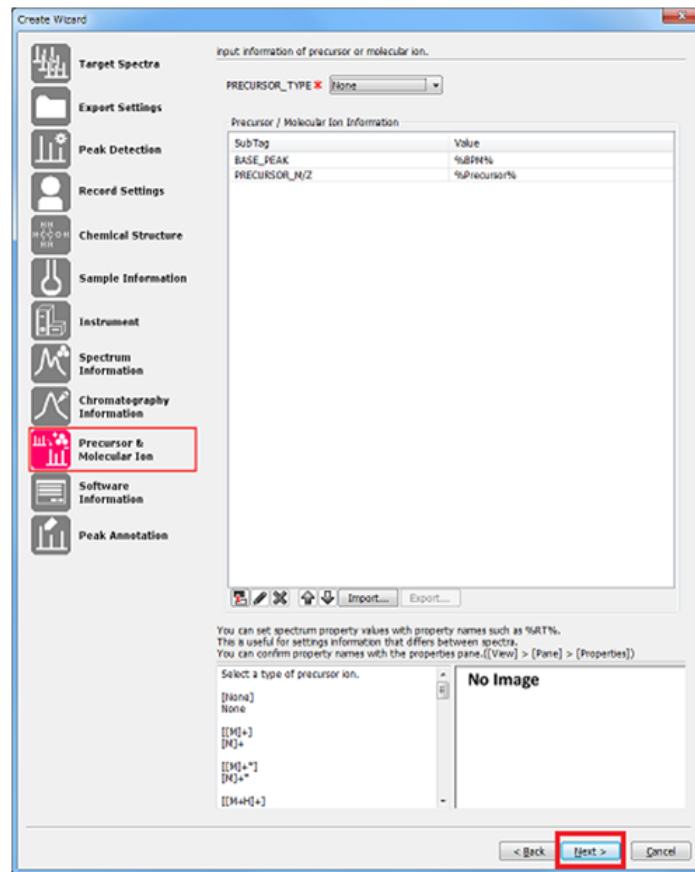 Create Wizard
Target Spectra
Export Settings
Peak Detection
Record Settings
Chemical Structure
Sample Information
Instrument
Spectrum
Information
Chromatography
Information
Precursor &
Molecular Ion
Software
Information
Peak Annotation
Input information of precursor or molecular ion.
PRECURSOR_TYPE None
Precursor / Molecular Ion Information
SubTag Value
BASE_PEAK %BPM%
PRECURSOR_M/Z %Precursor%
Import... Export...
You can set spectrum property values with property names such as %RT%.
This is useful for settings information that differs between spectra.
You can confirm property names with the properties pane.([View] > [Pane] > [Properties])
Select a type of precursor ion.
[None]
None
[[M]+]
[M]+
[[M]+*]
[M]+*
[[M+H]+]
No Image
< Back Next > Cancel